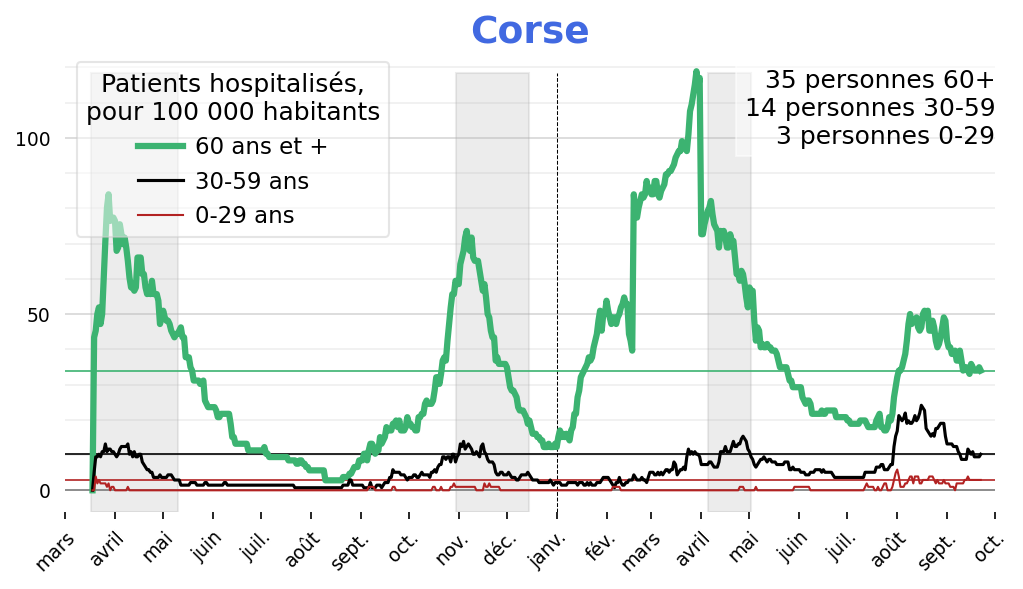 Corse
Patients hospitalisés,
pour 100 000 habitants
60 ans et +
30-59 ans
0-29 ans
35 personnes 60+
14 personnes 30-59
3 personnes 0-29
100
50
0
mars
avril
mai
juin
juil.
août
sept.
oct.
nov.
déc.
janv.
fév.
mars
avril
mai
juin
juil.
août
sept.
oct.